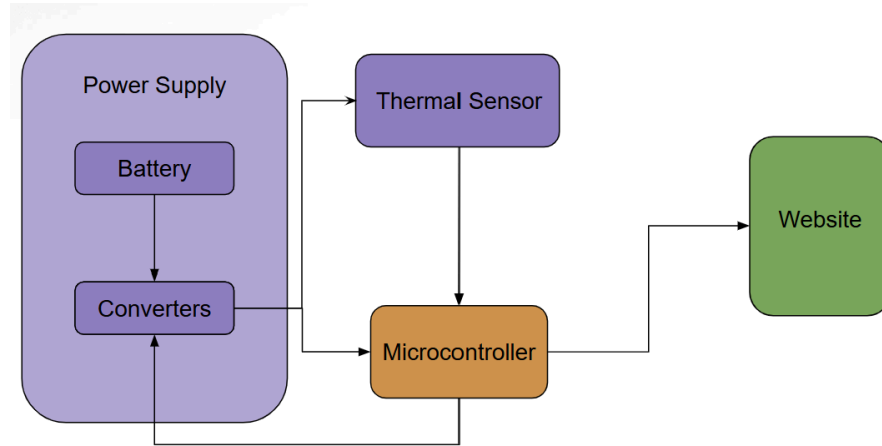 Power Supply
Thermal Sensor
Battery
Website
Converters
Microcontroller